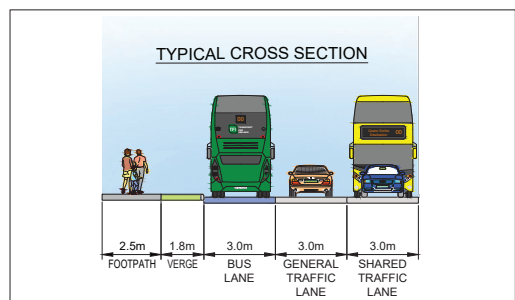 TYPICAL CROSS SECTION
2.5m 1.8m 3.0m 3.0m 3.0m
FOOTPATH VERGE BUS LANE GENERAL TRAFFIC LANE SHARED TRAFFIC LANE